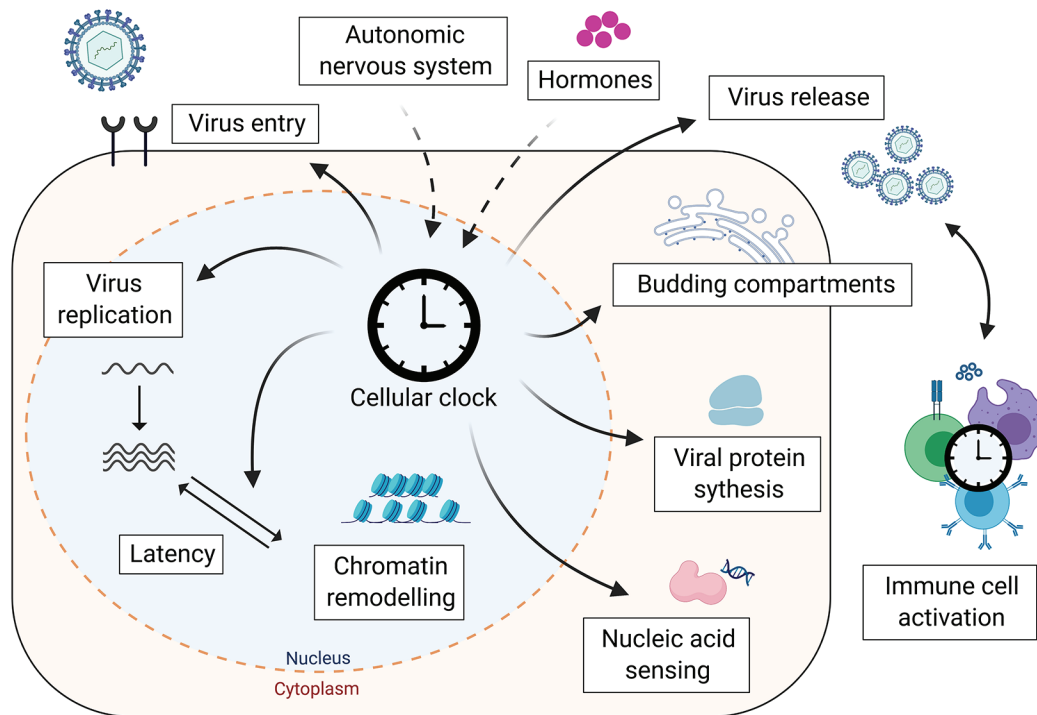 Autonomic
nervous system
Hormones
Virus release
Virus entry
Virus
replication
Budding compartments
Cellular clock
Viral protein
sythesis
Latency
Chromatin
remodelling
Immune cell
activation
Nucleic acid
sensing
Nucleus
Cytoplasm